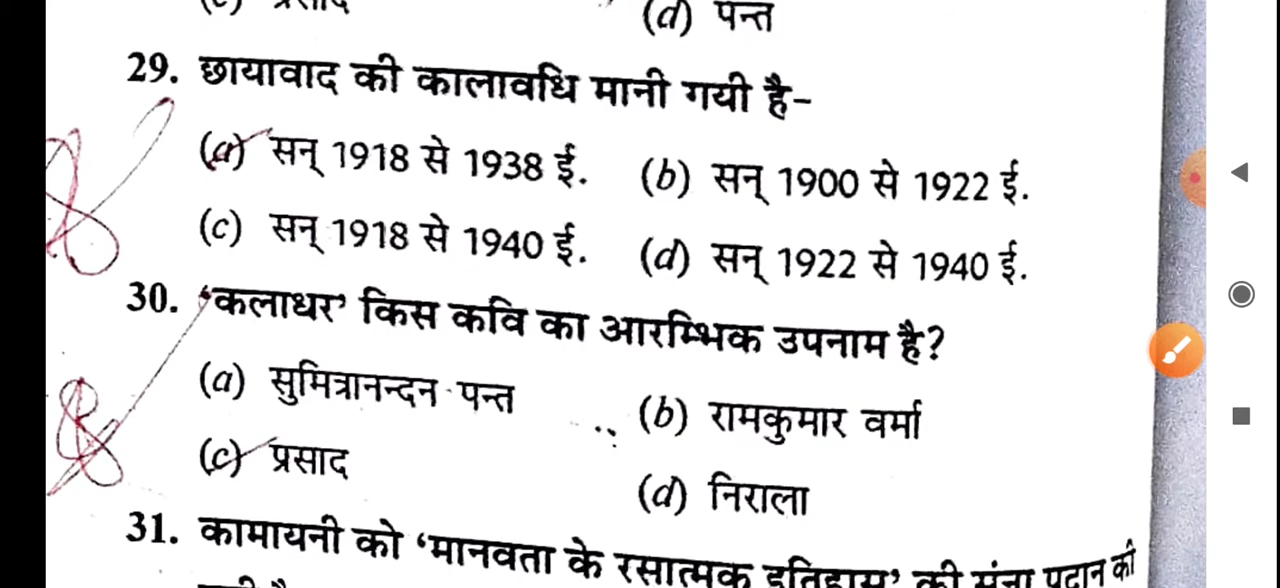 (c) प्रसाद (d) पन्त
29. छायावाद की कालावधि मानी गयी है-
(a) सन् 1918 से 1938 ई. (b) सन् 1900 से 1922 ई.
(c) सन् 1918 से 1940 ई. (d) सन् 1922 से 1940 ई.
30. 'कलाधर' किस कवि का आरम्भिक उपनाम है?
(a) सुमित्रानन्दन पन्त (b) रामकुमार वर्मा
(c) प्रसाद (d) निराला
31. कामायनी को 'मानवता के रसात्मक इतिहास' की संज्ञा प्रदान की